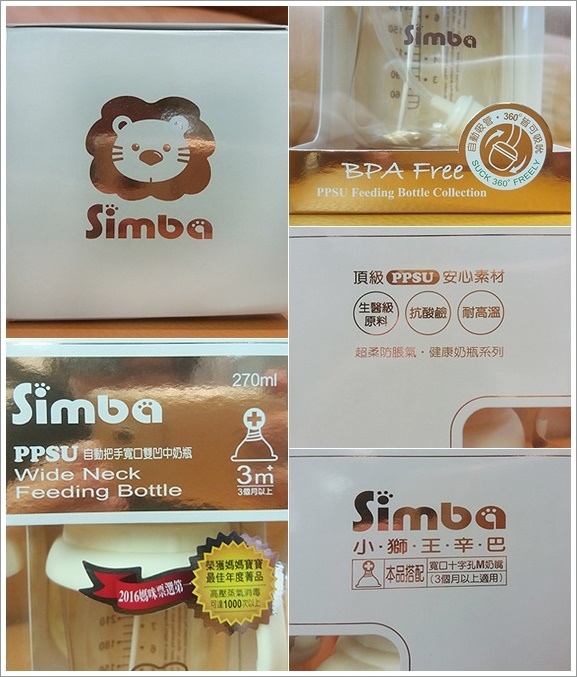 Simba
Simba
自動吸管·360°皆可吸吮
SUCK 360° FREELY
BPA Free
PPSU Feeding Bottle Collection
頂級 PPSU 安心素材
生醫級
原料
抗酸鹼
耐高溫
超柔防脹氣·健康奶瓶系列
270ml
Simba
PPSU 自動把手寬口雙凹中奶瓶
Wide Neck
Feeding Bottle
3m+
3個月以上
2016媽咪票選第一
榮獲媽媽寶寶
最佳年度菁品
高壓蒸氣消毒
可達1000次以上
Simba
小·獅·王·辛·巴
本品搭配
寬口十字孔M奶嘴
(3個月以上適用)